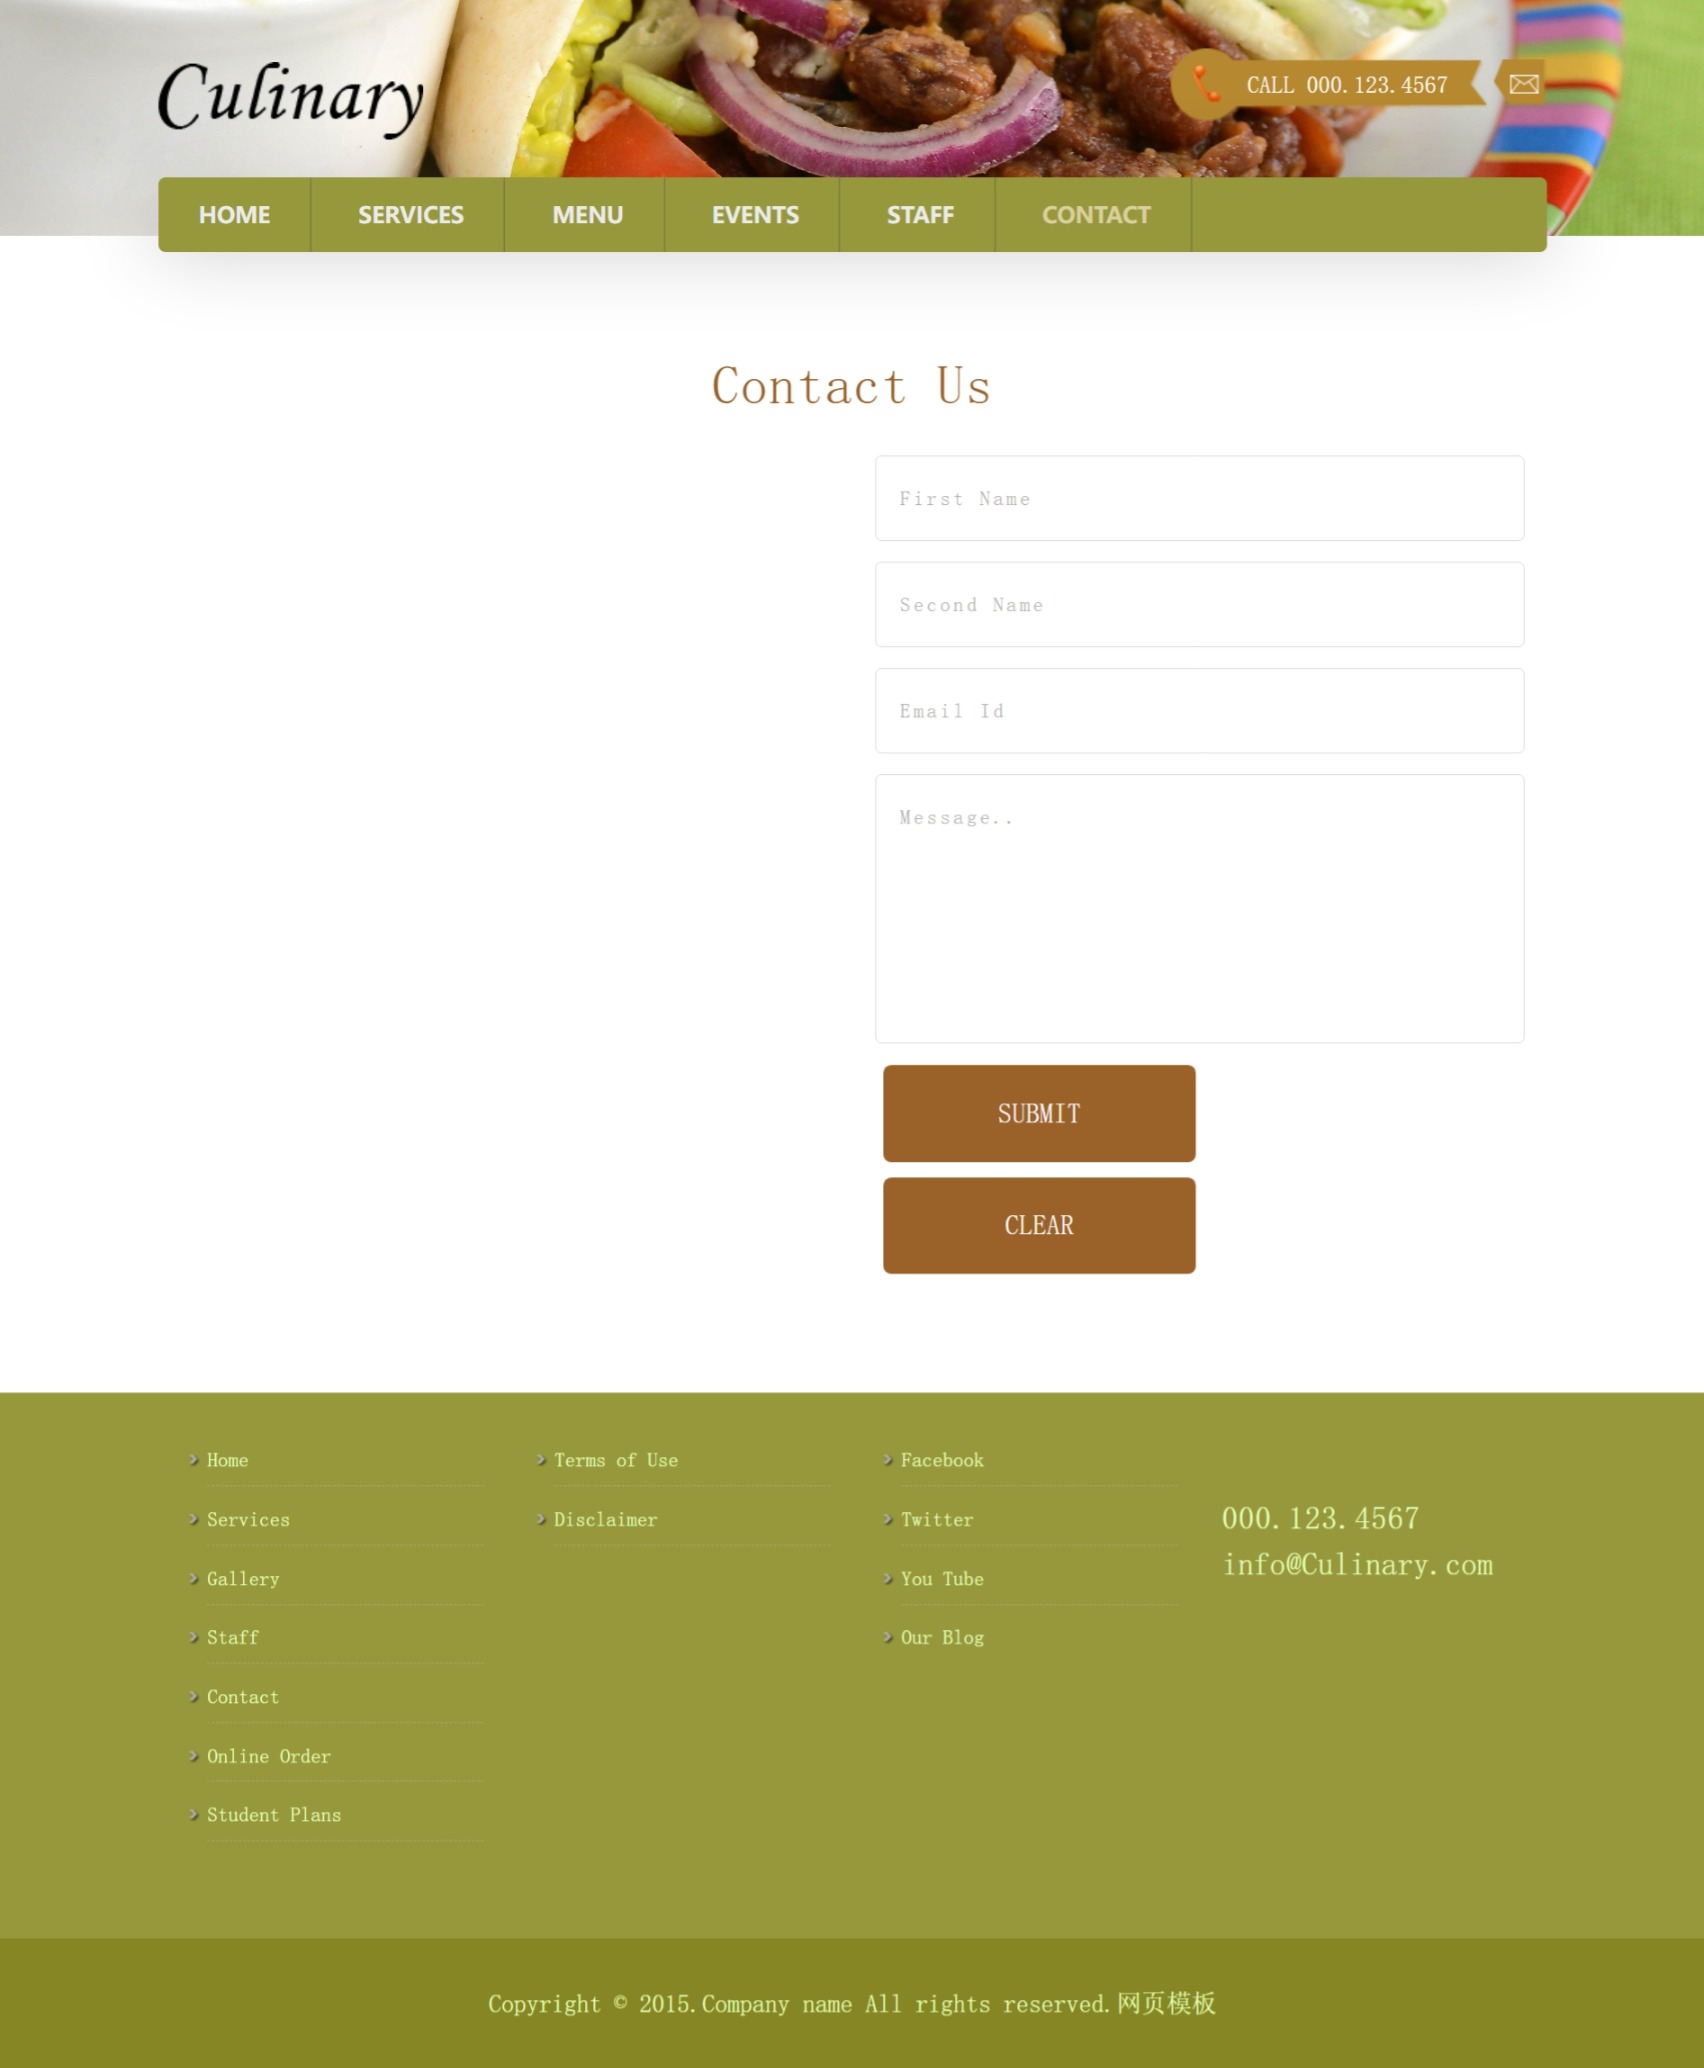 Culinary
CALL 000.123.4567
HOME SERVICES MENU EVENTS STAFF CONTACT
Contact Us
First Name
Second Name
Email Id
Message..
SUBMIT
CLEAR
Home
Services
Gallery
Staff
Contact
Online Order
Student Plans
Terms of Use
Disclaimer
Facebook
Twitter
You Tube
Our Blog
000.123.4567
info@Culinary.com
Copyright © 2015.Company name All rights reserved.网页模板